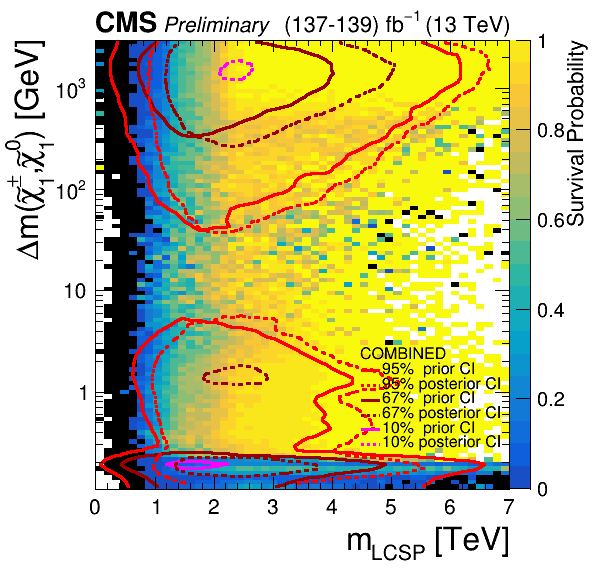 CMS Preliminary (137-139) fb⁻¹ (13 TeV)
Δm(χ̃₁±,χ̃₁⁰) [GeV]
10³
10²
10
1
COMBINED
95% prior CI
95% posterior CI
67% prior CI
67% posterior CI
10% prior CI
10% posterior CI
0 1 2 3 4 5 6 7
m_LCSP [TeV]
1
0.8
0.6
0.4
0.2
0
Survival Probability